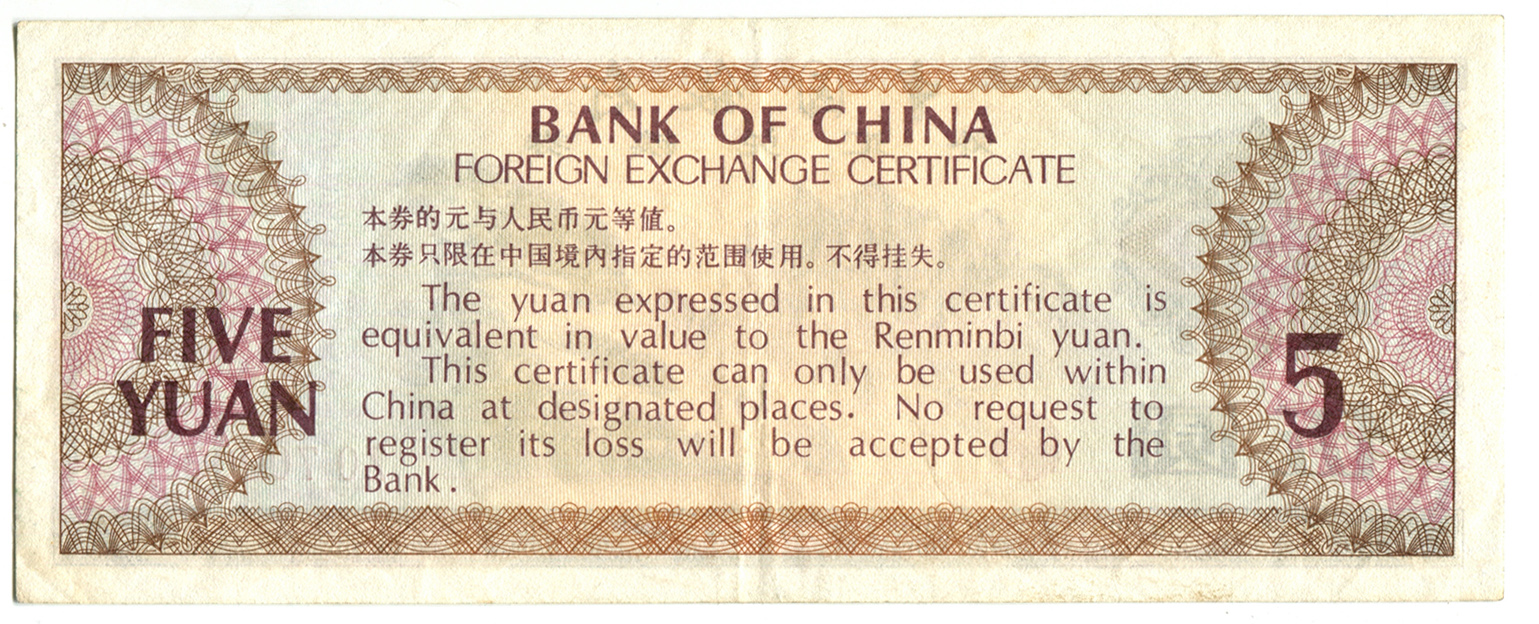 BANK OF CHINA
FOREIGN EXCHANGE CERTIFICATE
本券的元与人民币元等值。
本券只限在中国境内指定的范围使用。不得挂失。
The yuan expressed in this certificate is
equivalent in value to the Renminbi yuan.
This certificate can only be used within
China at designated places. No request to
register its loss will be accepted by the
Bank.
FIVE
YUAN
5